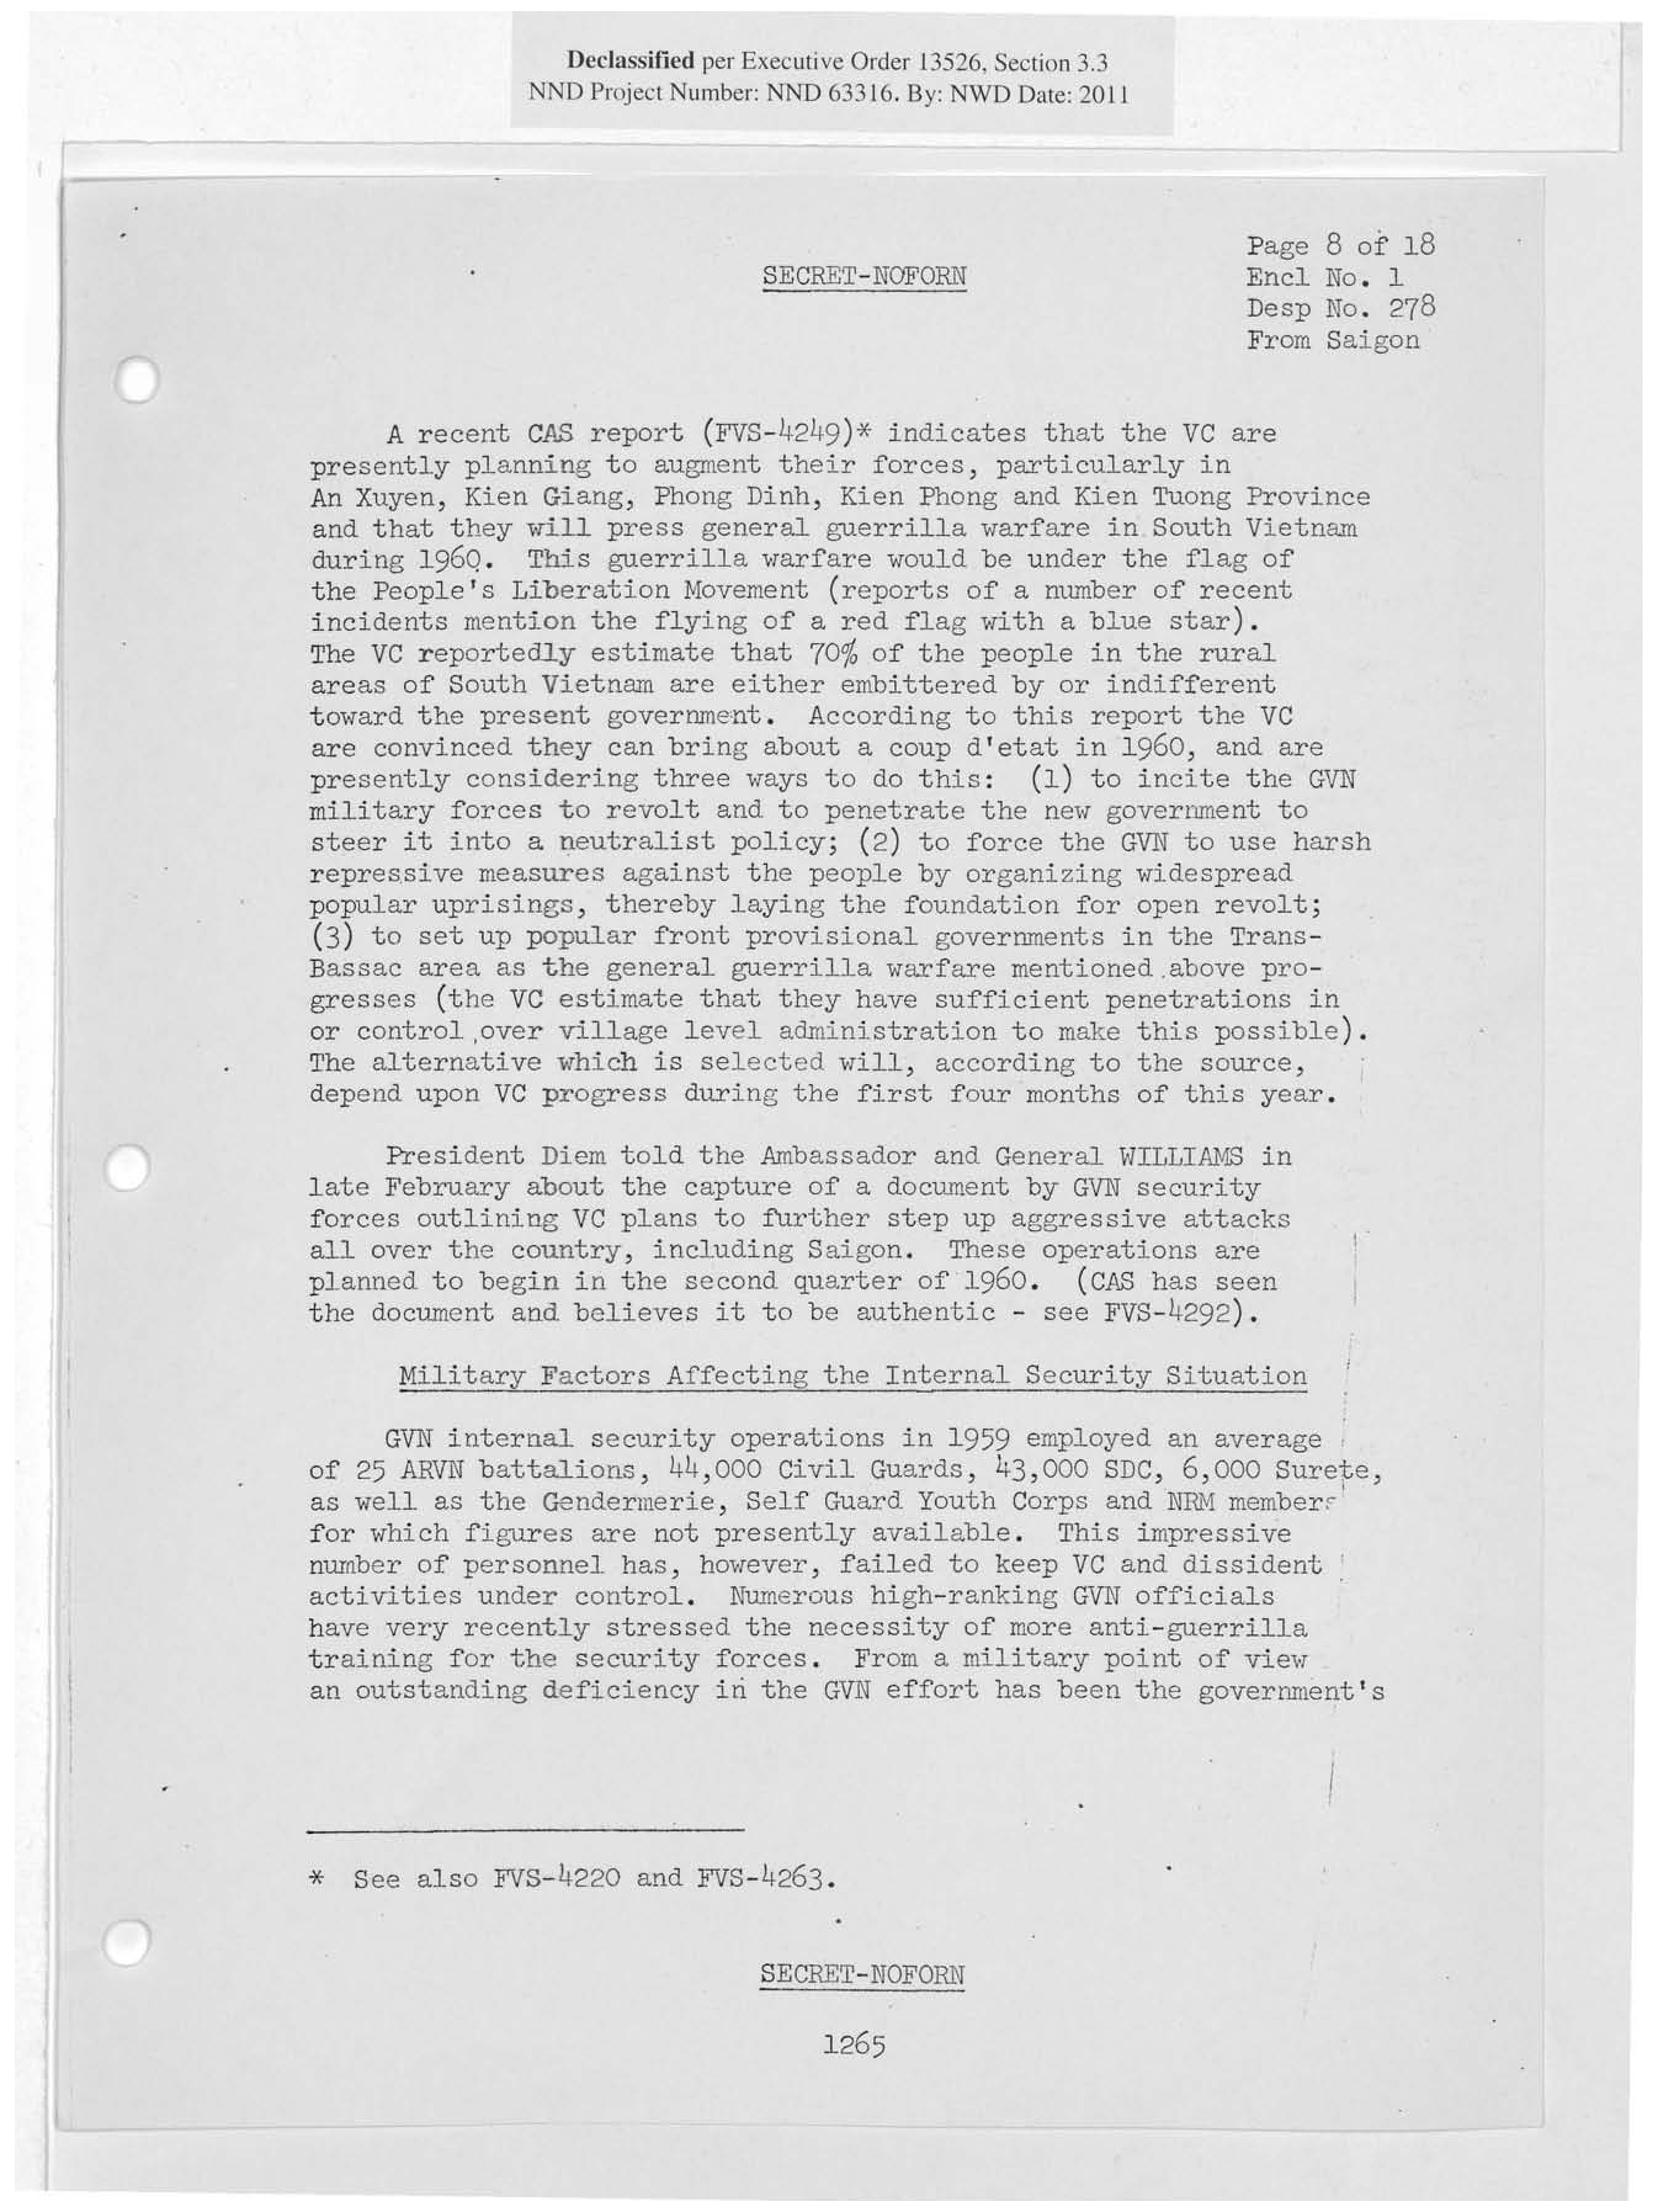 Declassified per Executive Order 13526, Section 3.3
NND Project Number: NND 63316. By: NWD Date: 2011
Page 8 of 18
SECRET-NOFORN
Encl No. 1
Desp No. 278
From Saigon
A recent CAS report (FVS-4249)* indicates that the VC are
presently planning to augment their forces, particularly in
An Xuyen, Kien Giang, Phong Dinh, Kien Phong and Kien Tuong Province
and that they will press general guerrilla warfare in South Vietnam
during 1960. This guerrilla warfare would be under the flag of
the People's Liberation Movement (reports of a number of recent
incidents mention the flying of a red flag with a blue star).
The VC reportedly estimate that 70% of the people in the rural
areas of South Vietnam are either embittered by or indifferent
toward the present government. According to this report the VC
are convinced they can bring about a coup d'etat in 1960, and are
presently considering three ways to do this: (1) to incite the GVN
military forces to revolt and to penetrate the new government to
steer it into a neutralist policy; (2) to force the GVN to use harsh
repressive measures against the people by organizing widespread
popular uprisings, thereby laying the foundation for open revolt;
(3) to set up popular front provisional governments in the Trans-
Bassac area as the general guerrilla warfare mentioned above pro-
gresses (the VC estimate that they have sufficient penetrations in
or control over village level administration to make this possible).
The alternative which is selected will, according to the source,
depend upon VC progress during the first four months of this year.
President Diem told the Ambassador and General WILLIAMS in
late February about the capture of a document by GVN security
forces outlining VC plans to further step up aggressive attacks
all over the country, including Saigon. These operations are
planned to begin in the second quarter of 1960. (CAS has seen
the document and believes it to be authentic - see FVS-4292).
Military Factors Affecting the Internal Security Situation
GVN internal security operations in 1959 employed an average
of 25 ARVN battalions, 44,000 Civil Guards, 43,000 SDC, 6,000 Surete,
as well as the Gendermerie, Self Guard Youth Corps and NRM members
for which figures are not presently available. This impressive
number of personnel has, however, failed to keep VC and dissident
activities under control. Numerous high-ranking GVN officials
have very recently stressed the necessity of more anti-guerrilla
training for the security forces. From a military point of view
an outstanding deficiency in the GVN effort has been the government's
* See also FVS-4220 and FVS-4263.
SECRET-NOFORN
1265